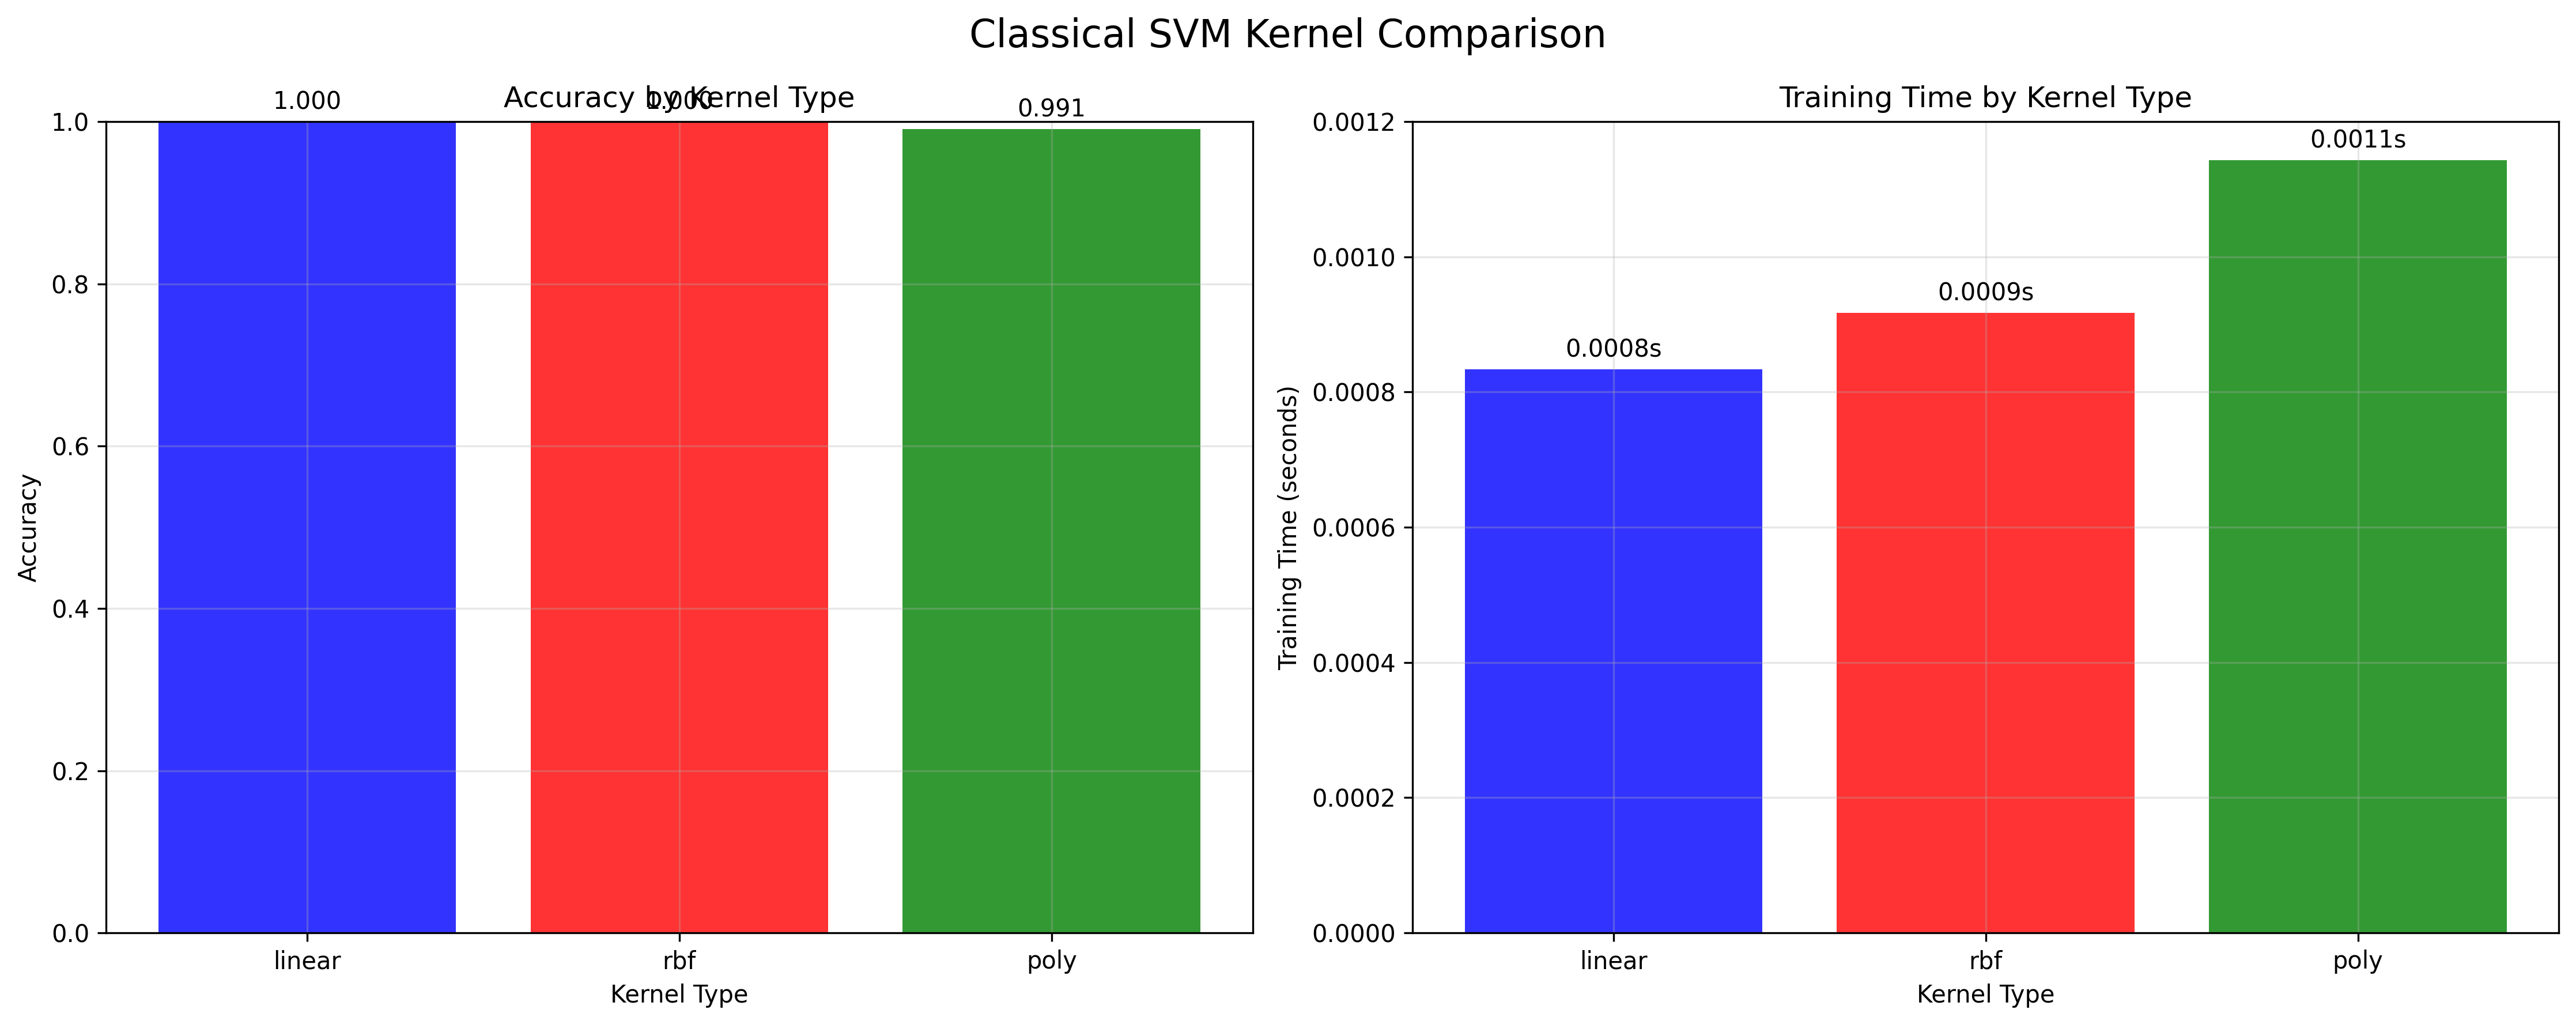 Classical SVM Kernel Comparison
Accuracy by Kernel Type
1.000
1.000
0.991
1.0
0.8
0.6
0.4
0.2
0.0
Accuracy
linear
rbf
poly
Kernel Type
Training Time by Kernel Type
0.0008s
0.0009s
0.0011s
0.0012
0.0010
0.0008
0.0006
0.0004
0.0002
0.0000
Training Time (seconds)
linear
rbf
poly
Kernel Type